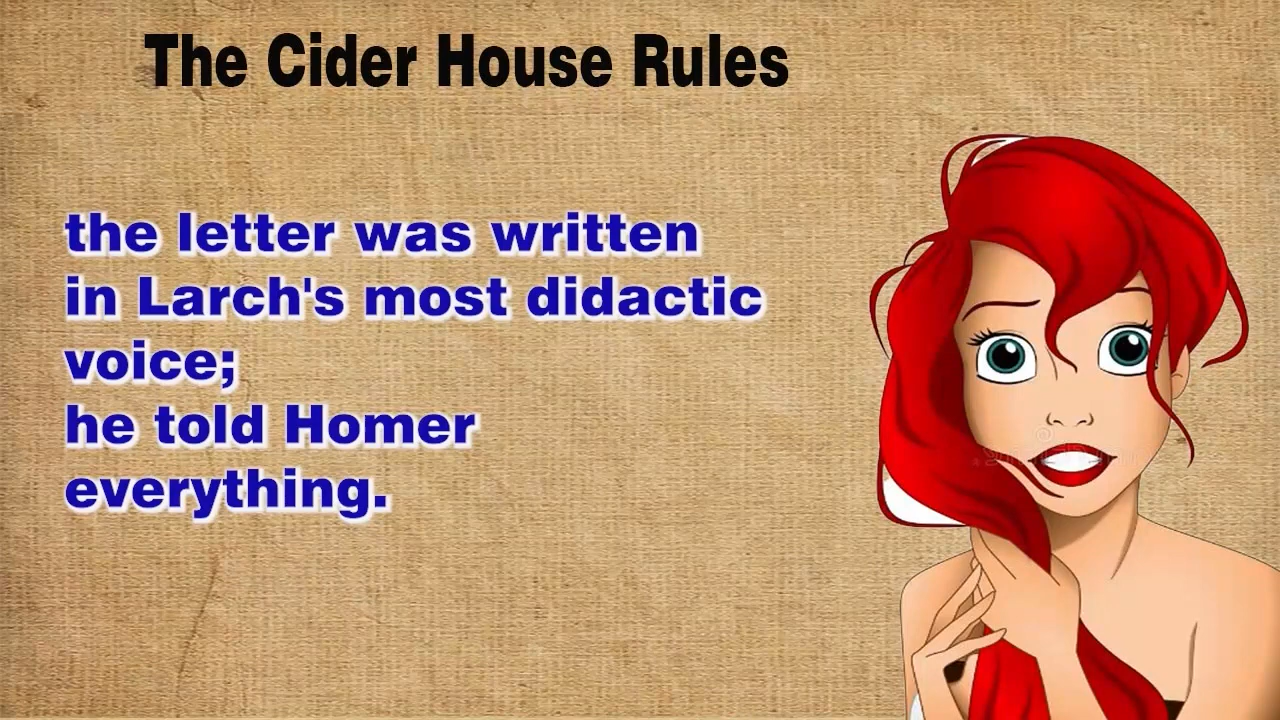 The Cider House Rules
the letter was written
in Larch's most didactic
voice;
he told Homer
everything.